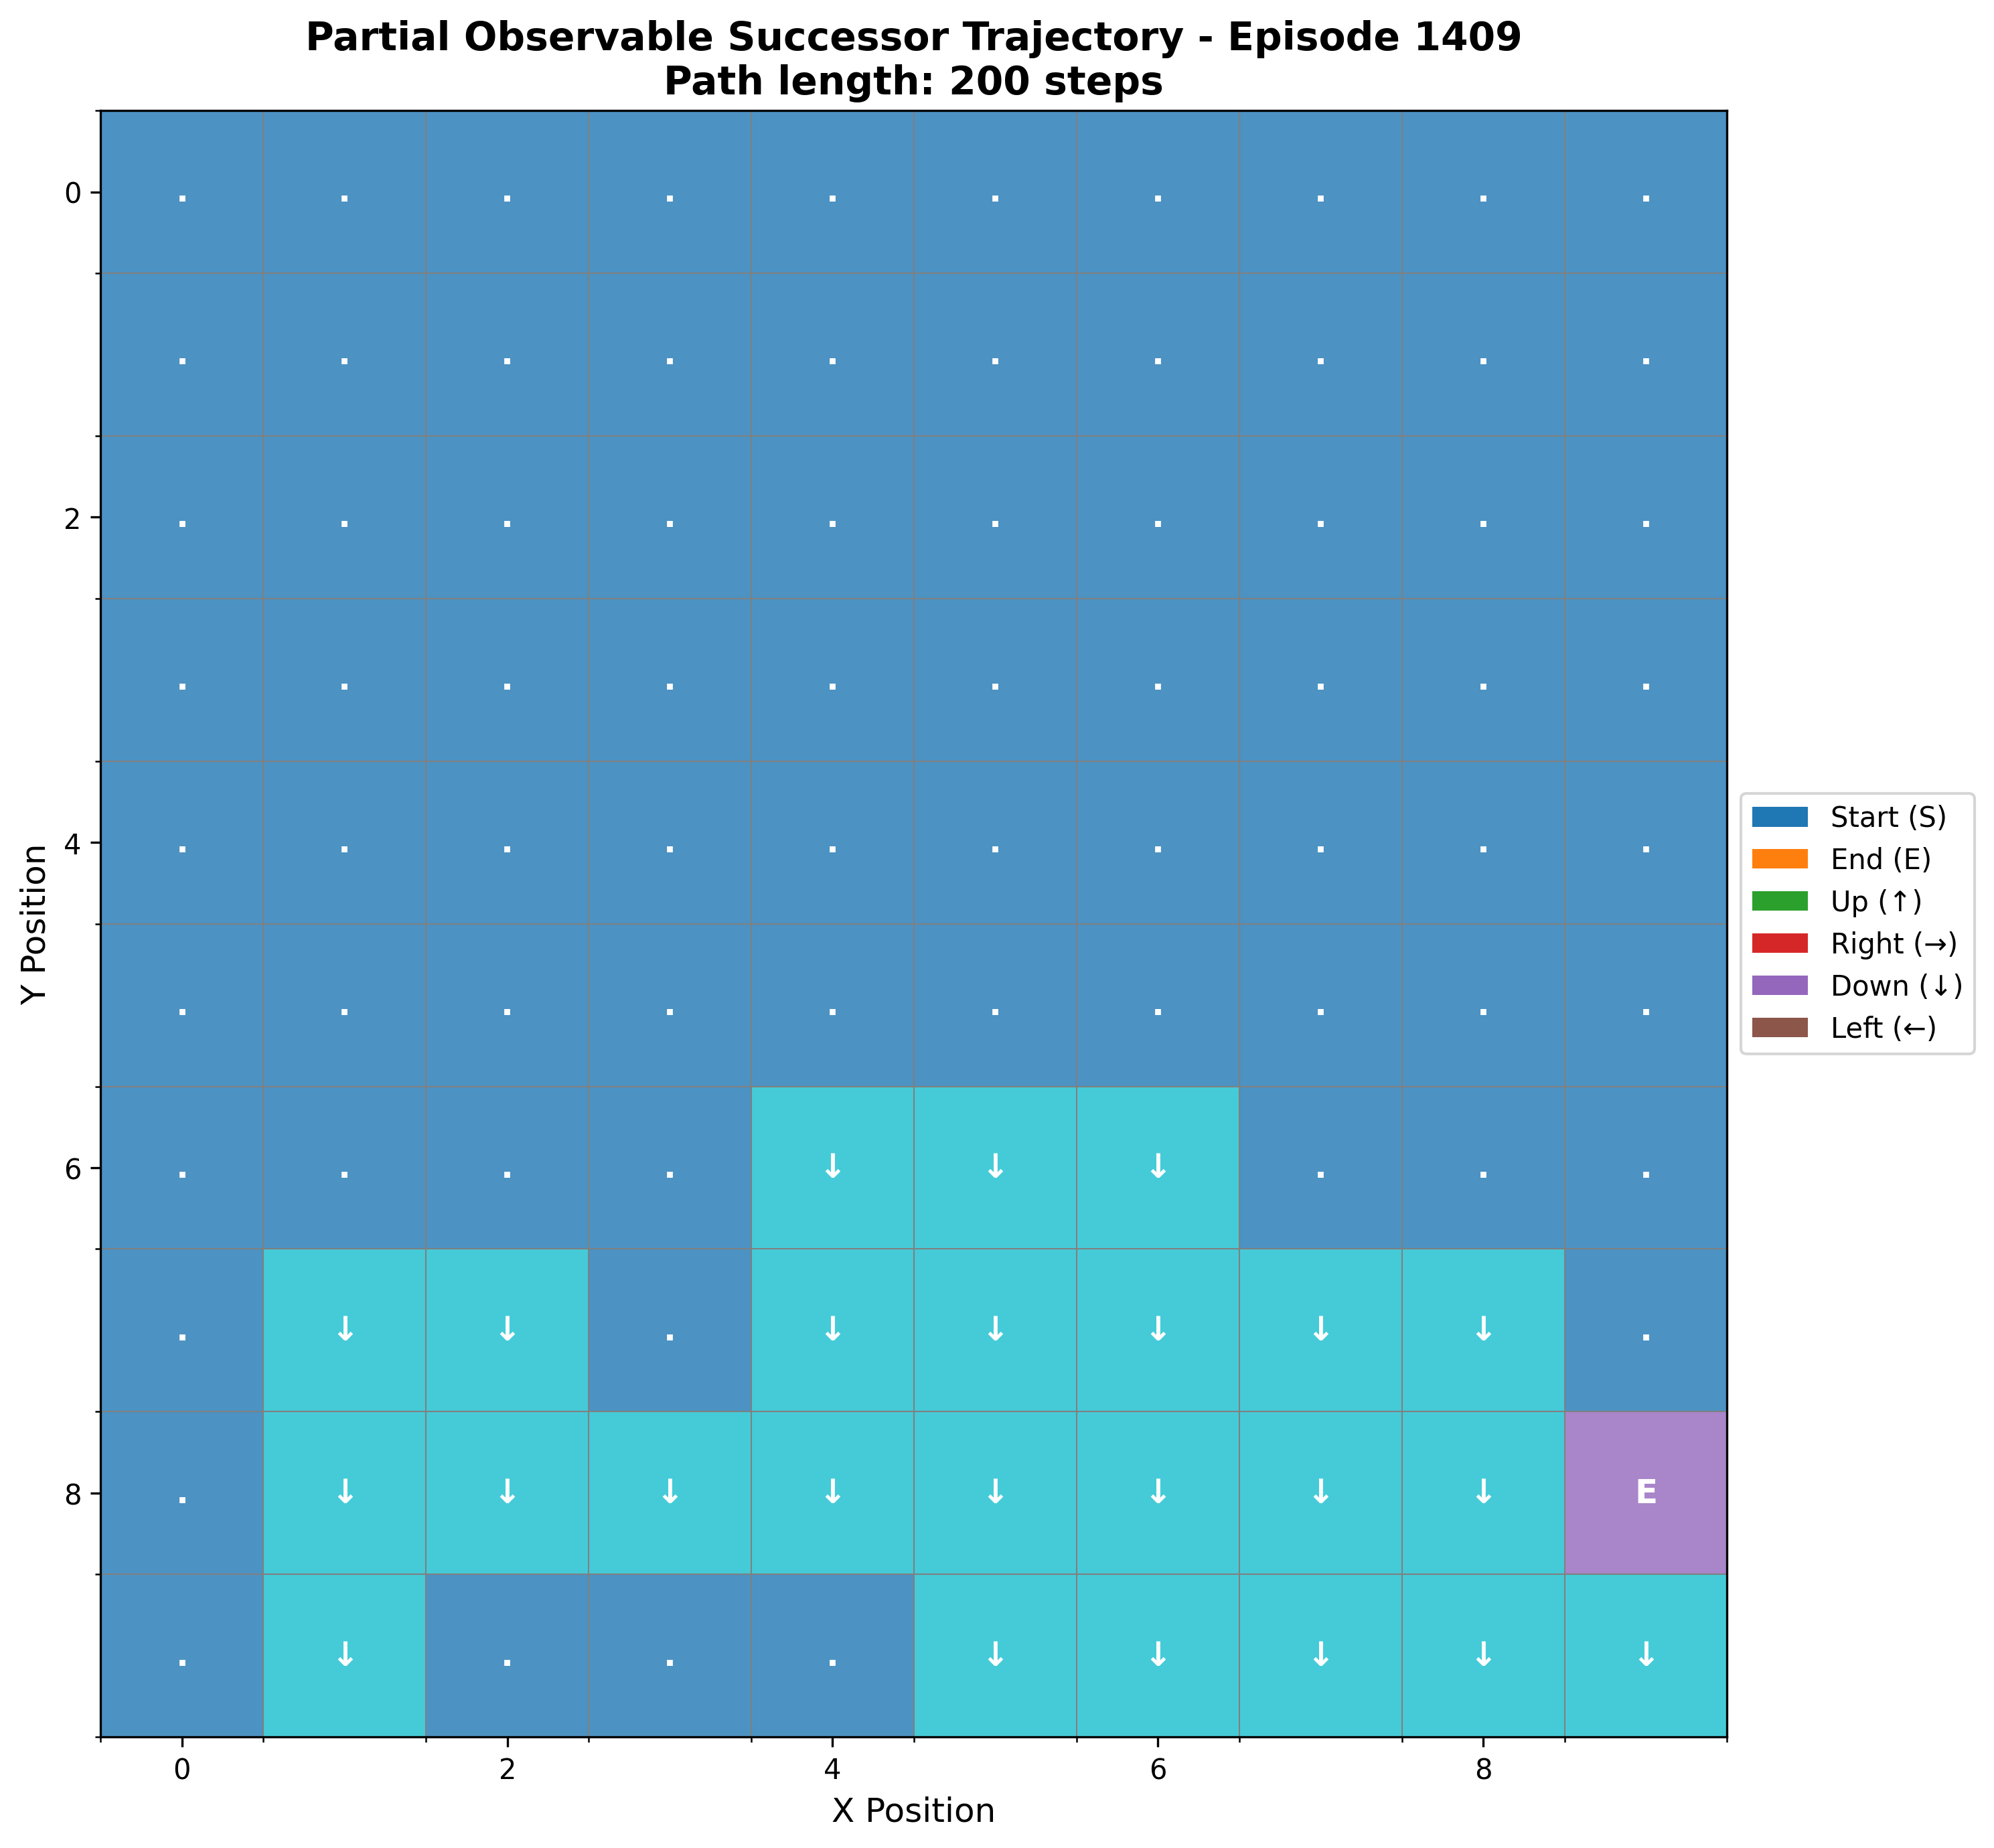 Partial Observable Successor Trajectory - Episode 1409
Path length: 200 steps
0 . . . . . . . . . .
. . . . . . . . . .
2 . . . . . . . . . .
. . . . . . . . . .
4 . . . . . . . . . .
. . . . . . . . . .
6 . . . . ↓ ↓ ↓ . . .
. ↓ ↓ . ↓ ↓ ↓ ↓ ↓ .
8 . ↓ ↓ ↓ ↓ ↓ ↓ ↓ ↓ E
. ↓ . . . ↓ ↓ ↓ ↓ ↓
0 2 4 6 8
X Position
Y Position
Start (S)
End (E)
Up (↑)
Right (→)
Down (↓)
Left (←)